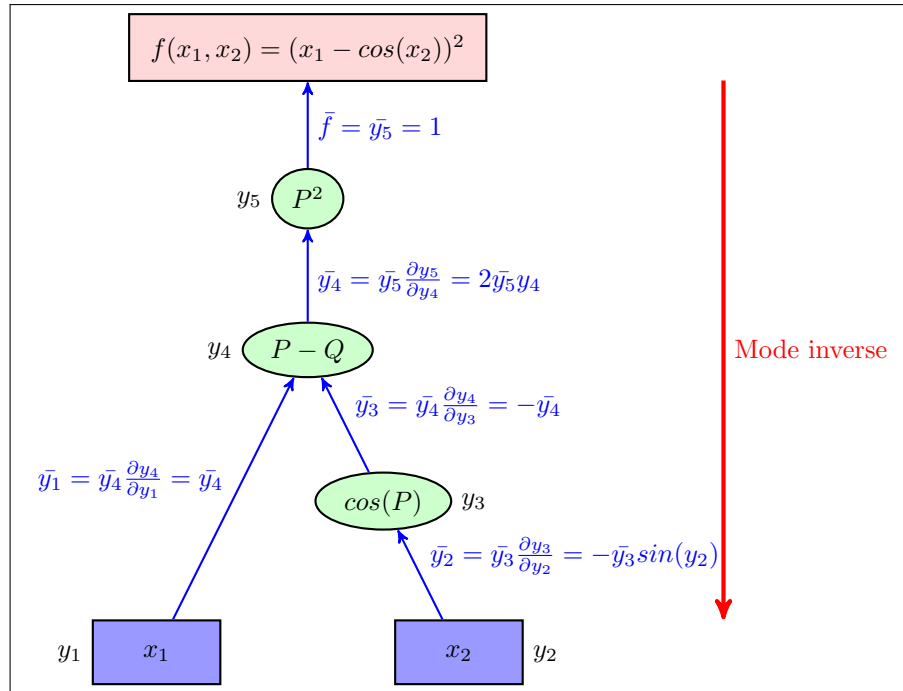 f(x₁, x₂) = (x₁ − cos(x₂))²
f̄ = ȳ₅ = 1
y₅
P²
ȳ₄ = ȳ₅ ∂y₅/∂y₄ = 2ȳ₅y₄
y₄
P − Q
Mode inverse
ȳ₃ = ȳ₄ ∂y₄/∂y₃ = −ȳ₄
ȳ₁ = ȳ₄ ∂y₄/∂y₁ = ȳ₄
cos(P)
y₃
ȳ₂ = ȳ₃ ∂y₃/∂y₂ = −ȳ₃sin(y₂)
y₁
x₁
x₂
y₂